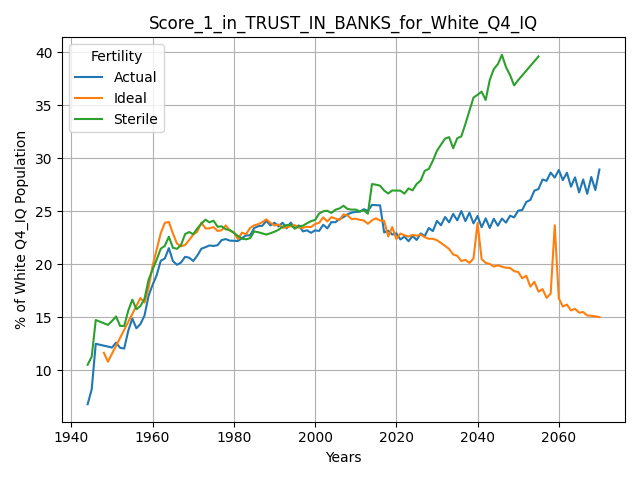 Score_1_in_TRUST_IN_BANKS_for_White_Q4_IQ
Fertility
Actual
Ideal
Sterile
% of White Q4_IQ Population
40
35
30
25
20
15
10
1940
1960
1980
2000
2020
2040
2060
Years